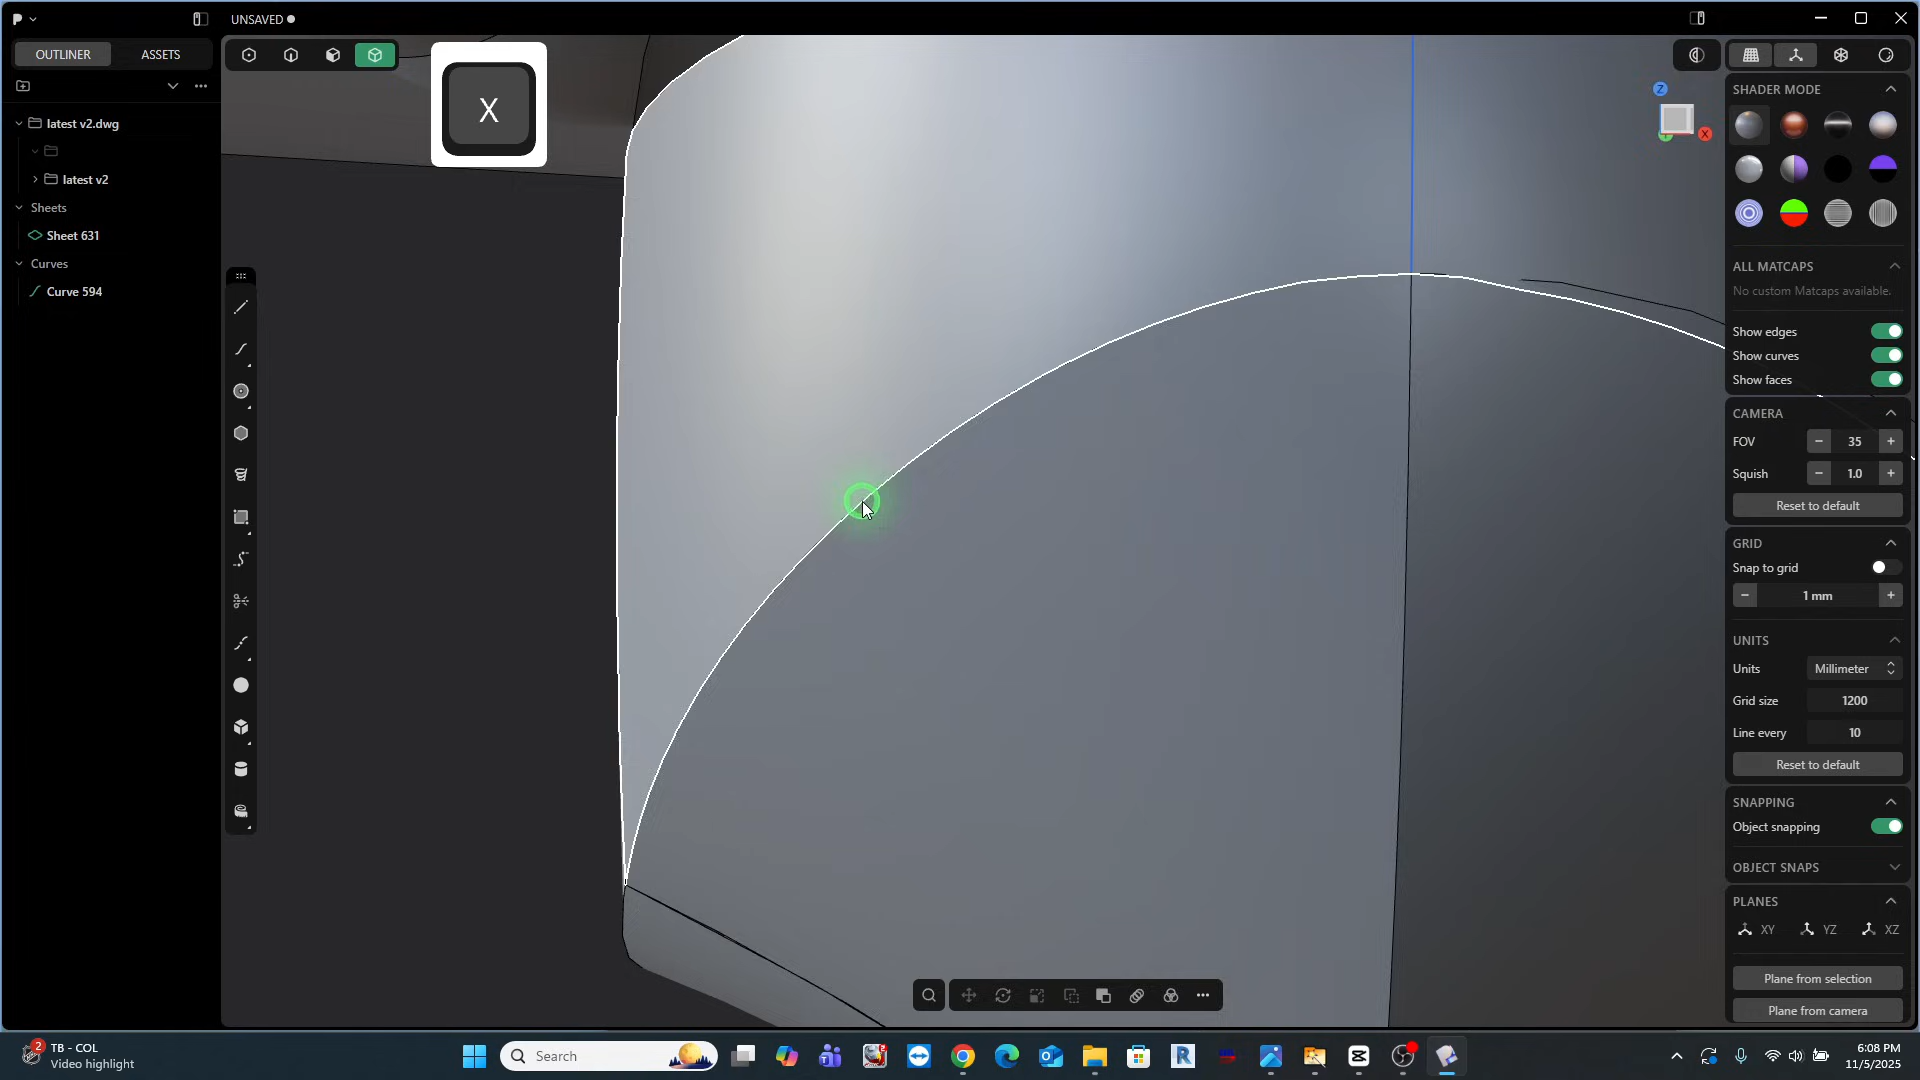 UNSAVED
OUTLINER
ASSETS
latest v2.dwg
latest v2
Sheets
Sheet 631
Curves
Curve 594
X
Z
X
SHADER MODE
ALL MATCAPS
No custom Matcaps available.
Show edges
Show curves
Show faces
CAMERA
FOV
35
Squish
1.0
Reset to default
GRID
Snap to grid
1 mm
UNITS
Units
Millimeter
Grid size
1200
Line every
10
Reset to default
SNAPPING
Object snapping
OBJECT SNAPS
PLANES
XY
YZ
XZ
Plane from selection
Plane from camera
2
TB - COL
Video highlight
Search
R
6:08 PM
11/5/2025